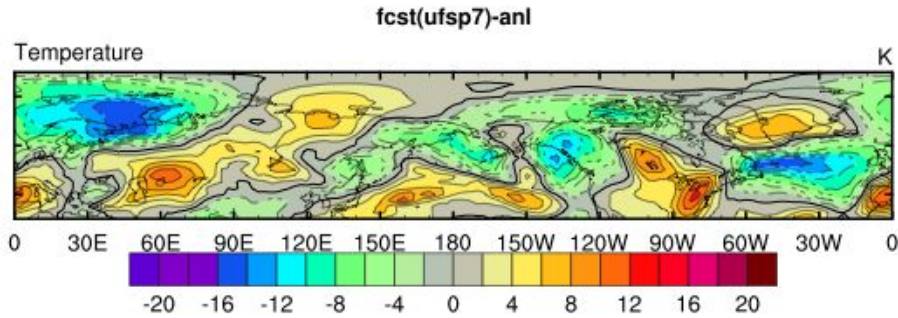 fcst(ufsp7)-anl
Temperature K
0 30E 60E 90E 120E 150E 180 150W 120W 90W 60W 30W 0
-20 -16 -12 -8 -4 0 4 8 12 16 20